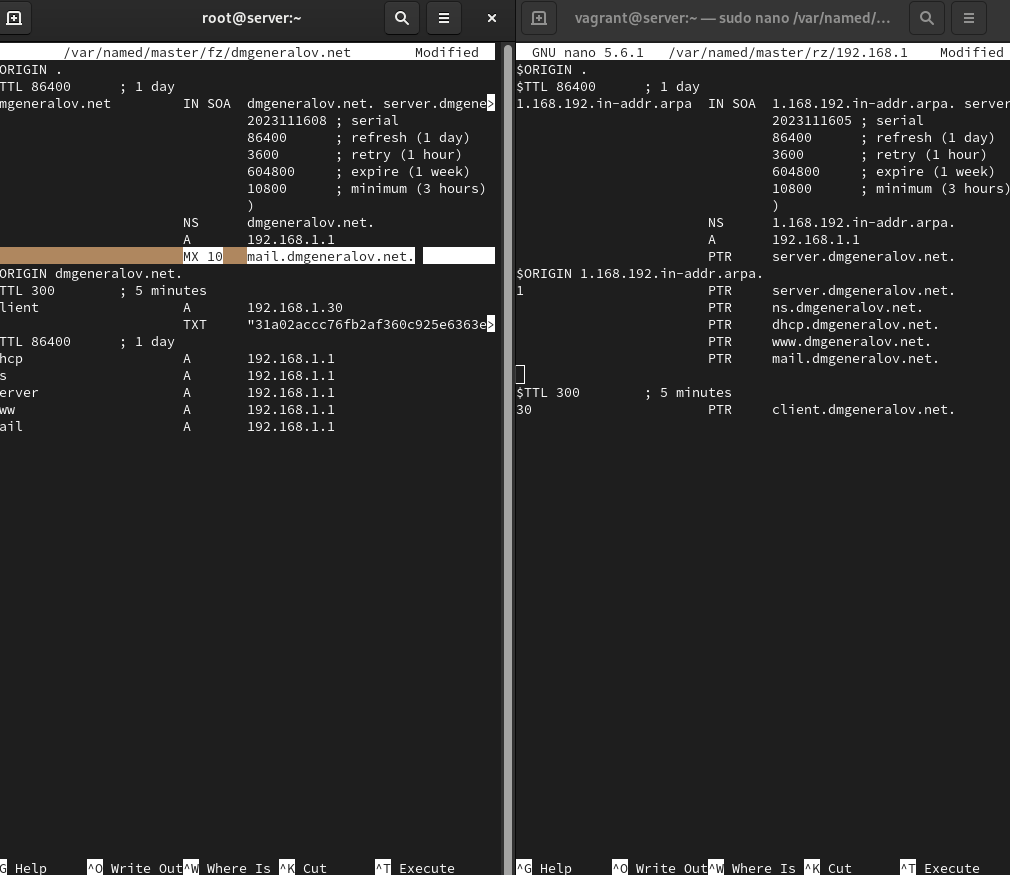 root@server:~
/var/named/master/fz/dmgeneralov.net Modified
ORIGIN .
TTL 86400 ; 1 day
mgeneralov.net IN SOA dmgeneralov.net. server.dmgene>
2023111608 ; serial
86400 ; refresh (1 day)
3600 ; retry (1 hour)
604800 ; expire (1 week)
10800 ; minimum (3 hours)
)
NS dmgeneralov.net.
A 192.168.1.1
MX 10 mail.dmgeneralov.net.
ORIGIN dmgeneralov.net.
TTL 300 ; 5 minutes
lient A 192.168.1.30
TXT "31a02accc76fb2af360c925e6363e>
TTL 86400 ; 1 day
hcp A 192.168.1.1
s A 192.168.1.1
erver A 192.168.1.1
ww A 192.168.1.1
ail A 192.168.1.1
G Help ^O Write Out ^W Where Is ^K Cut ^T Execute
vagrant@server:~ — sudo nano /var/named/...
GNU nano 5.6.1 /var/named/master/rz/192.168.1 Modified
$ORIGIN .
$TTL 86400 ; 1 day
1.168.192.in-addr.arpa IN SOA 1.168.192.in-addr.arpa. server
2023111605 ; serial
86400 ; refresh (1 day)
3600 ; retry (1 hour)
604800 ; expire (1 week)
10800 ; minimum (3 hours)
)
NS 1.168.192.in-addr.arpa.
A 192.168.1.1
PTR server.dmgeneralov.net.
$ORIGIN 1.168.192.in-addr.arpa.
1 PTR server.dmgeneralov.net.
PTR ns.dmgeneralov.net.
PTR dhcp.dmgeneralov.net.
PTR www.dmgeneralov.net.
PTR mail.dmgeneralov.net.
$TTL 300 ; 5 minutes
30 PTR client.dmgeneralov.net.
^G Help ^O Write Out ^W Where Is ^K Cut ^T Execute